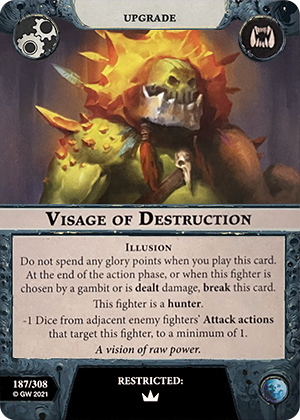 UPGRADE
VISAGE OF DESTRUCTION
ILLUSION
Do not spend any glory points when you play this card.
At the end of the action phase, or when this fighter is
chosen by a gambit or is dealt damage, break this card.
This fighter is a hunter.
-1 Dice from adjacent enemy fighters' Attack actions
that target this fighter, to a minimum of 1.
A vision of raw power.
187/308
© GW 2021
RESTRICTED: